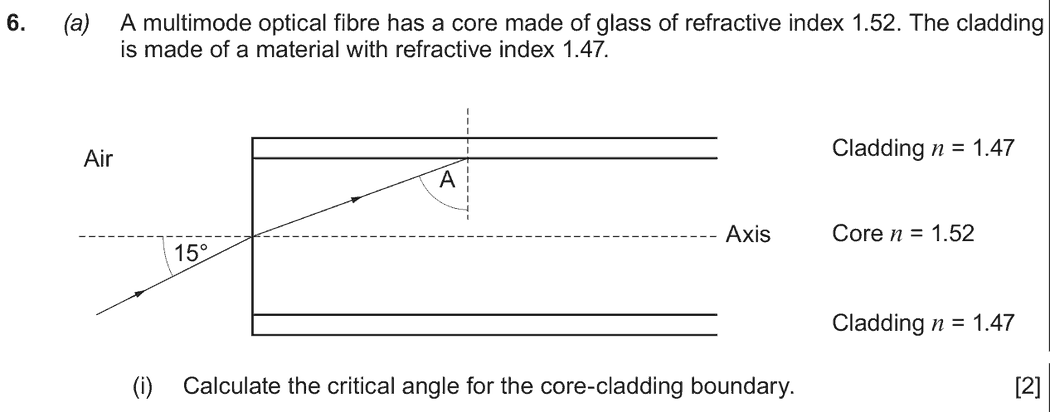 6. (a) A multimode optical fibre has a core made of glass of refractive index 1.52. The cladding
is made of a material with refractive index 1.47.
Air
Cladding n = 1.47
A
15°
Axis
Core n = 1.52
Cladding n = 1.47
(i) Calculate the critical angle for the core-cladding boundary. [2]